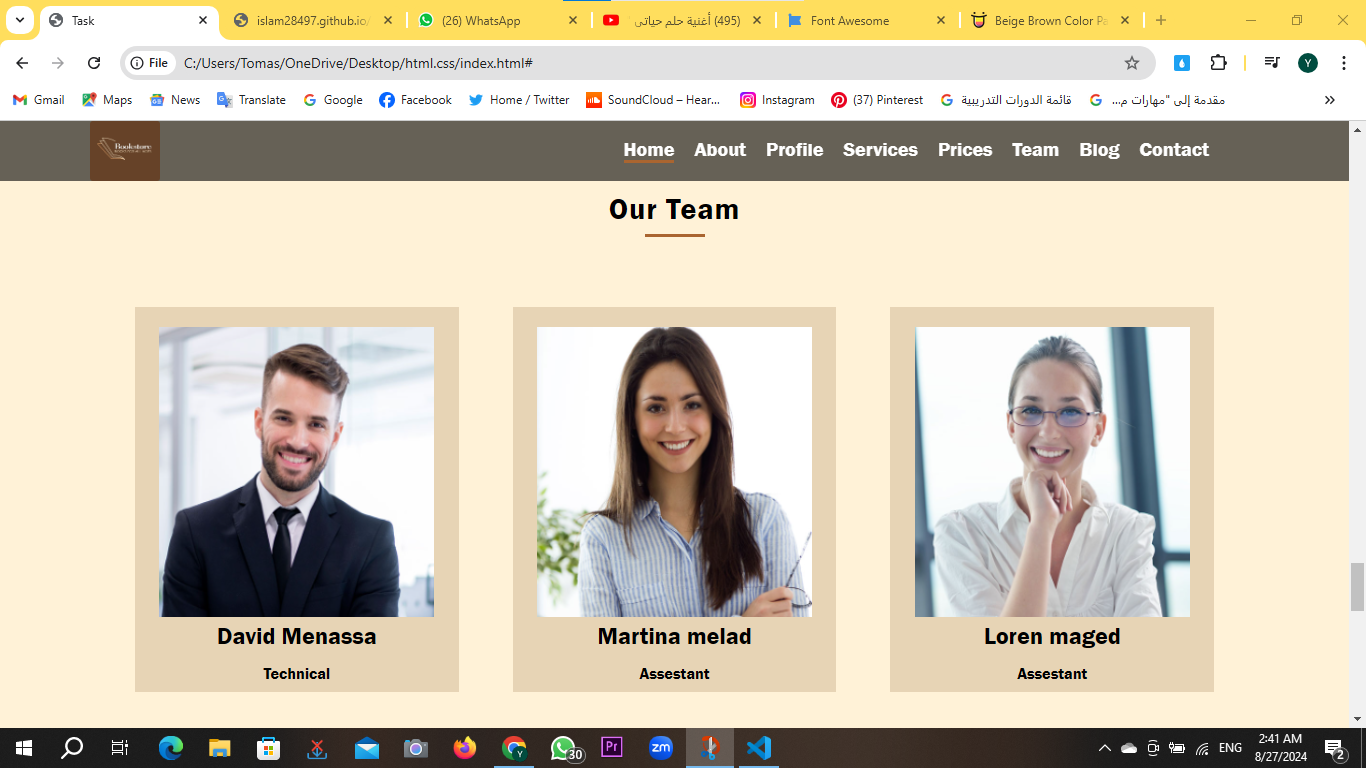 Task
islam28497.github.io/
(26) WhatsApp
(495) أغنية حلم حياتى
Font Awesome
Beige Brown Color Pa
File
C:/Users/Tomas/OneDrive/Desktop/html.css/index.html#
Y
Gmail
Maps
News
Translate
Google
Facebook
Home / Twitter
SoundCloud – Hear...
Instagram
(37) Pinterest
قائمة الدورات التدريبية
مقدمة إلى "مهارات م...
Bookstore
Home
About
Profile
Services
Prices
Team
Blog
Contact
Our Team
David Menassa
Technical
Martina melad
Assestant
Loren maged
Assestant
Y
30
Pr
zm
ENG
2:41 AM
8/27/2024
2